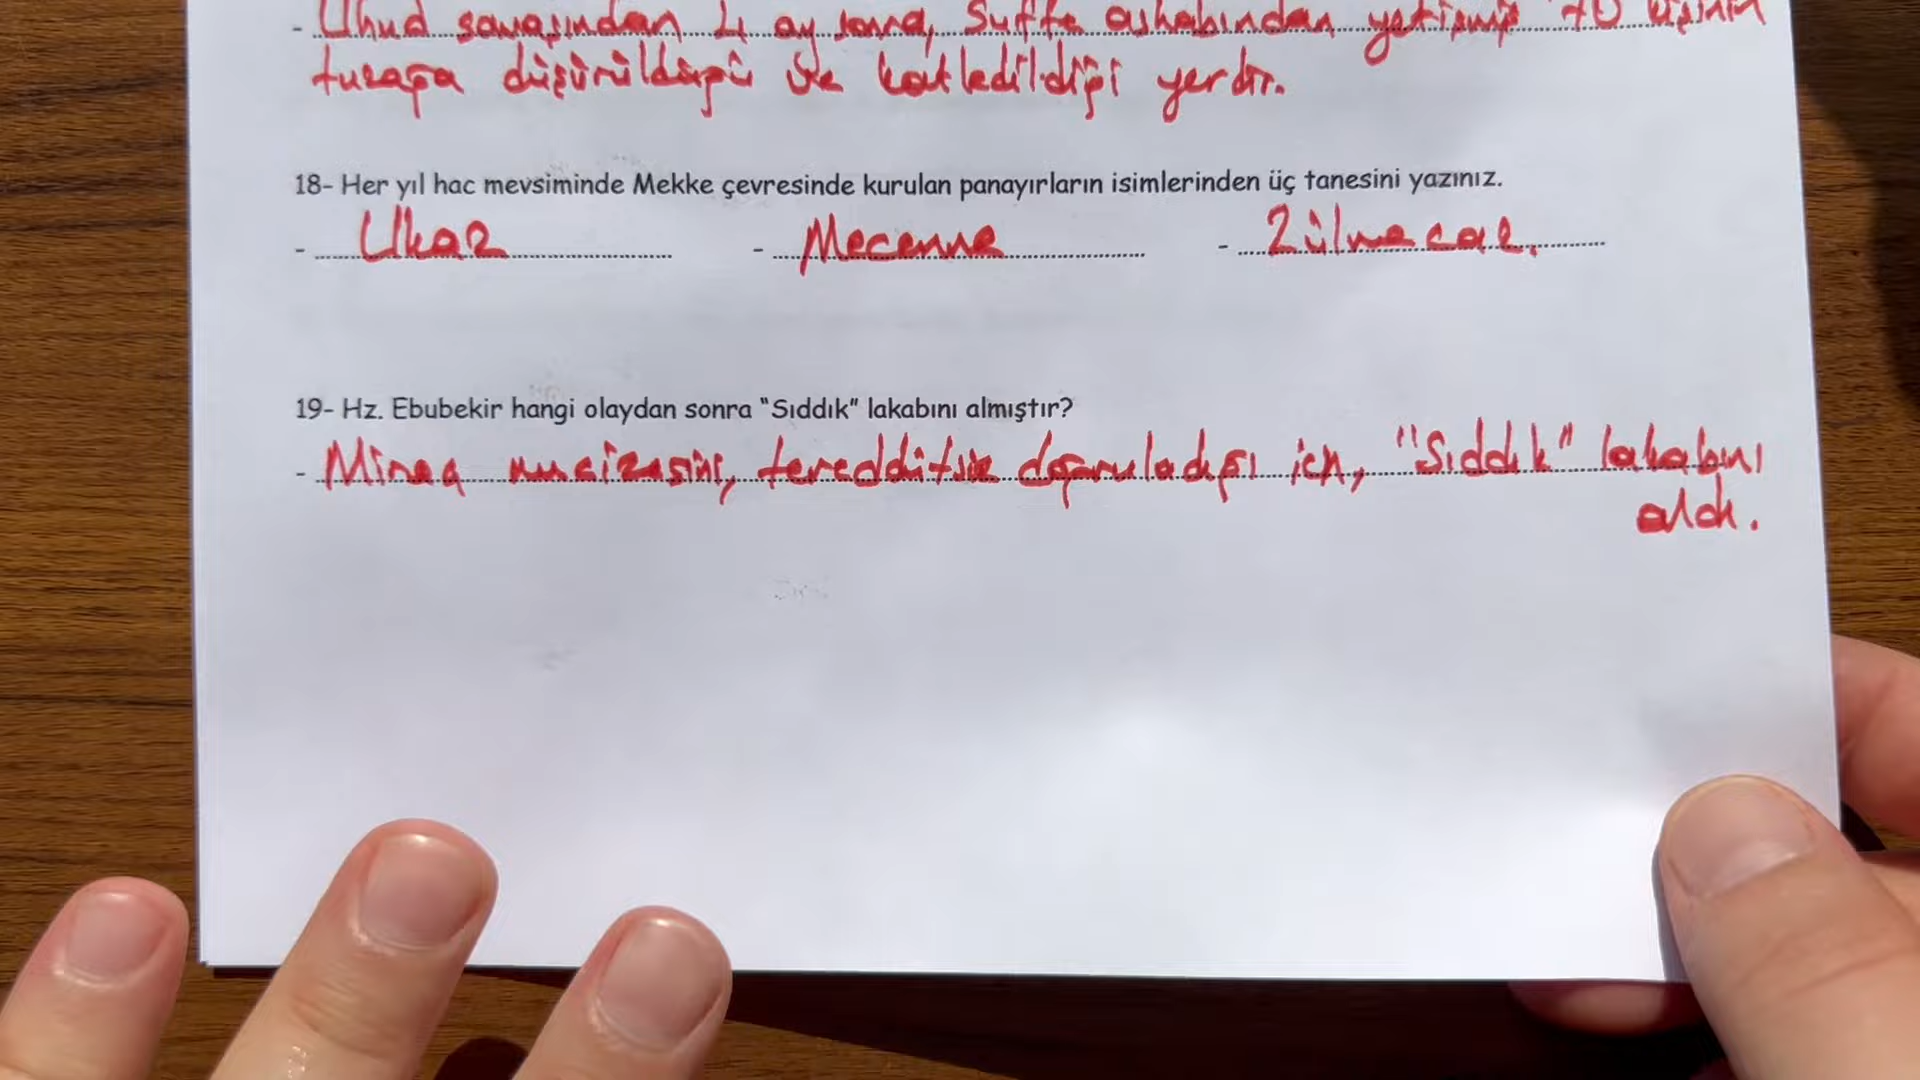 - Uhud savaşından 4 ay sonra, Suffe ashabından yetişmiş 70 kişinin
tuzağa düşürüldüğü ve katledildiği yerdir.
18- Her yıl hac mevsiminde Mekke çevresinde kurulan panayırların isimlerinden üç tanesini yazınız.
- Ukaz - Mecenne - Zülmecaz.
19- Hz. Ebubekir hangi olaydan sonra "Sıddık" lakabını almıştır?
- Miraç mucizesini, tereddütsüz doğruladığı için, "Sıddık" lakabını
aldı.